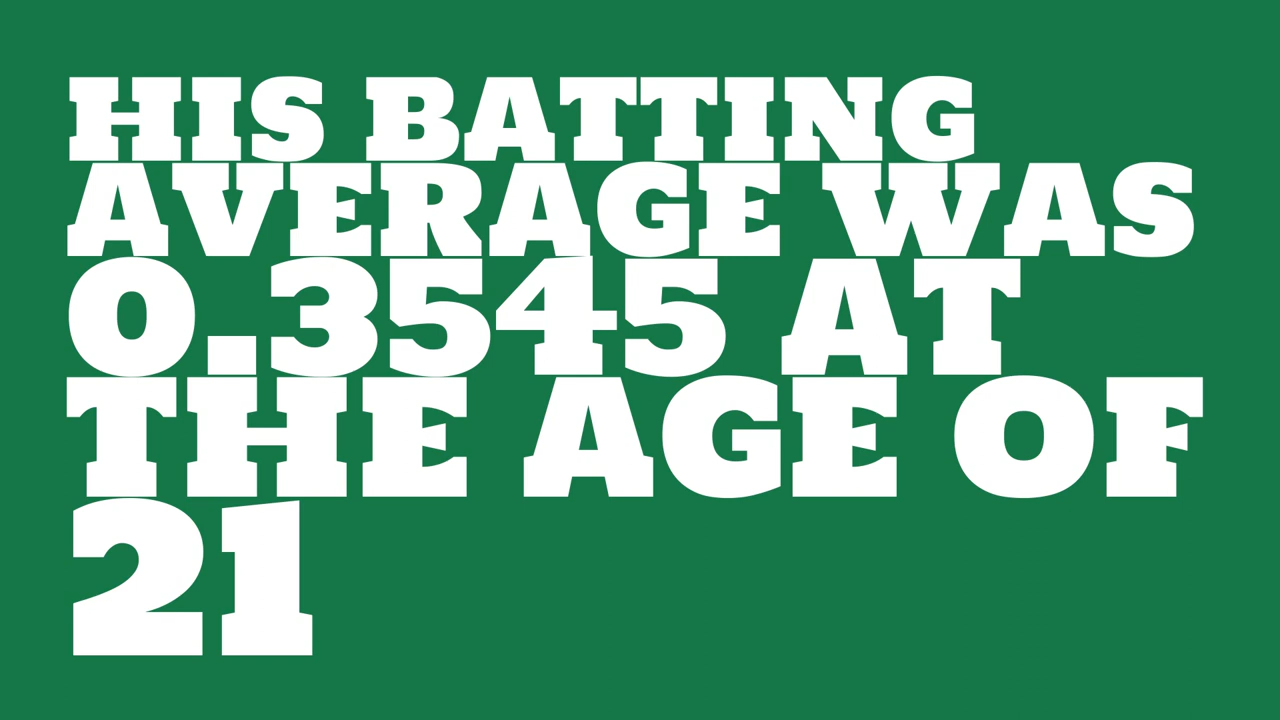 HIS BATTING
AVERAGE WAS
0.3545 AT
THE AGE OF
21